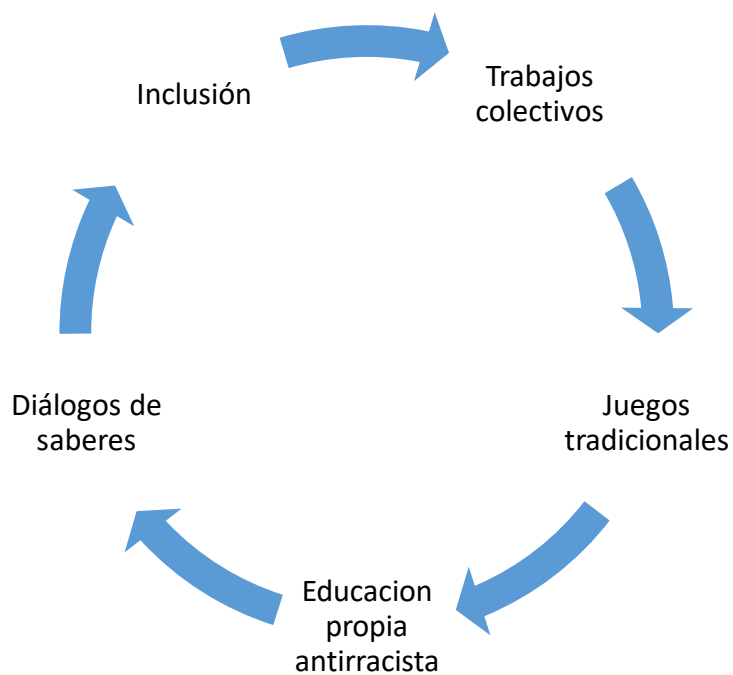 Inclusión
Trabajos
colectivos
Juegos
tradicionales
Educacion
propia
antirracista
Diálogos de
saberes